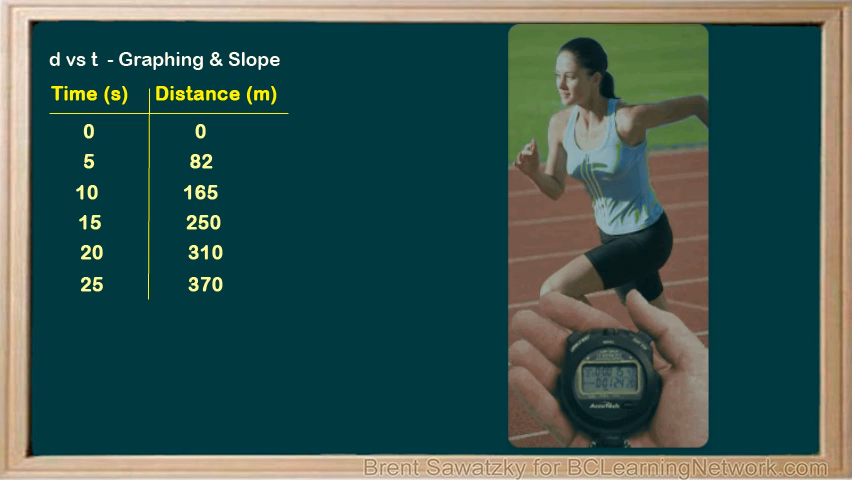 d vs t - Graphing & Slope
Time (s) Distance (m)
0 0
5 82
10 165
15 250
20 310
25 370
AccuTech
Brent Sawatzky for BCLearningNetwork.com